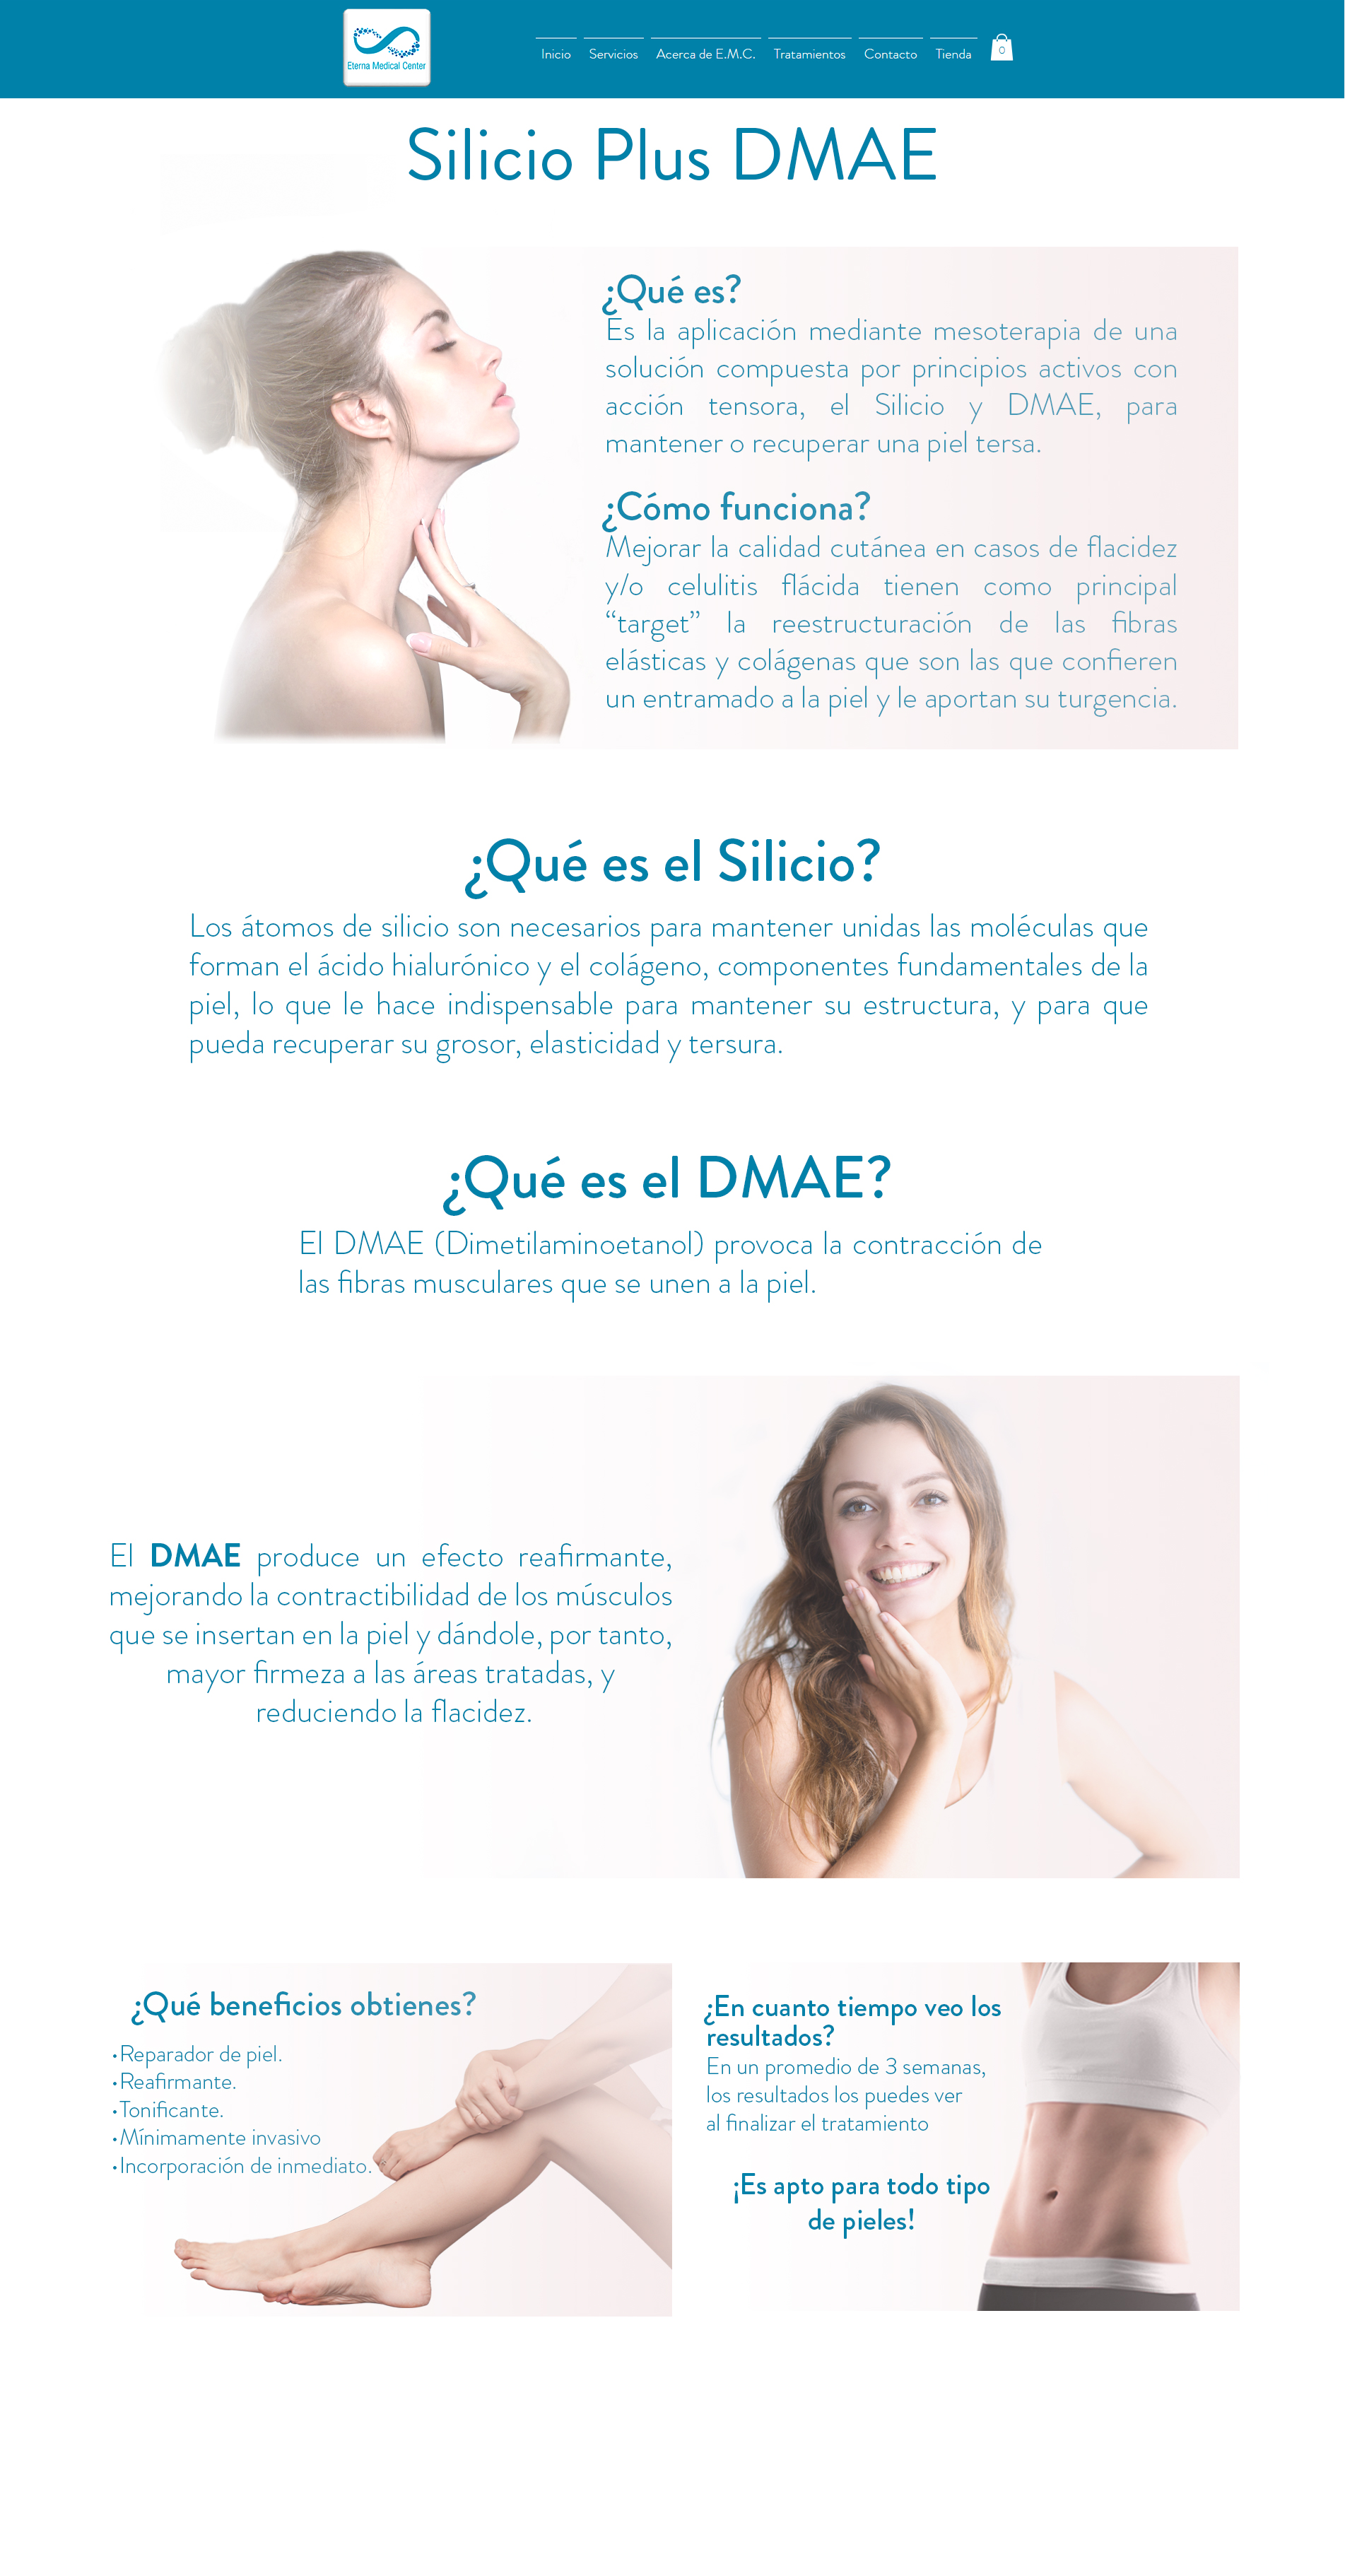 Eterna Medical Center
Inicio Servicios Acerca de E.M.C. Tratamientos Contacto Tienda 0
Silicio Plus DMAE
¿Qué es?
Es la aplicación mediante mesoterapia de una
solución compuesta por principios activos con
acción tensora, el Silicio y DMAE, para
mantener o recuperar una piel tersa.
¿Cómo funciona?
Mejorar la calidad cutánea en casos de flacidez
y/o celulitis flácida tienen como principal
“target” la reestructuración de las fibras
elásticas y colágenas que son las que confieren
un entramado a la piel y le aportan su turgencia.
¿Qué es el Silicio?
Los átomos de silicio son necesarios para mantener unidas las moléculas que
forman el ácido hialurónico y el colágeno, componentes fundamentales de la
piel, lo que le hace indispensable para mantener su estructura, y para que
pueda recuperar su grosor, elasticidad y tersura.
¿Qué es el DMAE?
El DMAE (Dimetilaminoetanol) provoca la contracción de
las fibras musculares que se unen a la piel.
El DMAE produce un efecto reafirmante,
mejorando la contractibilidad de los músculos
que se insertan en la piel y dándole, por tanto,
mayor firmeza a las áreas tratadas, y
reduciendo la flacidez.
¿Qué beneficios obtienes?
•Reparador de piel.
•Reafirmante.
•Tonificante.
•Mínimamente invasivo
•Incorporación de inmediato.
¿En cuanto tiempo veo los
resultados?
En un promedio de 3 semanas,
los resultados los puedes ver
al finalizar el tratamiento
¡Es apto para todo tipo
de pieles!